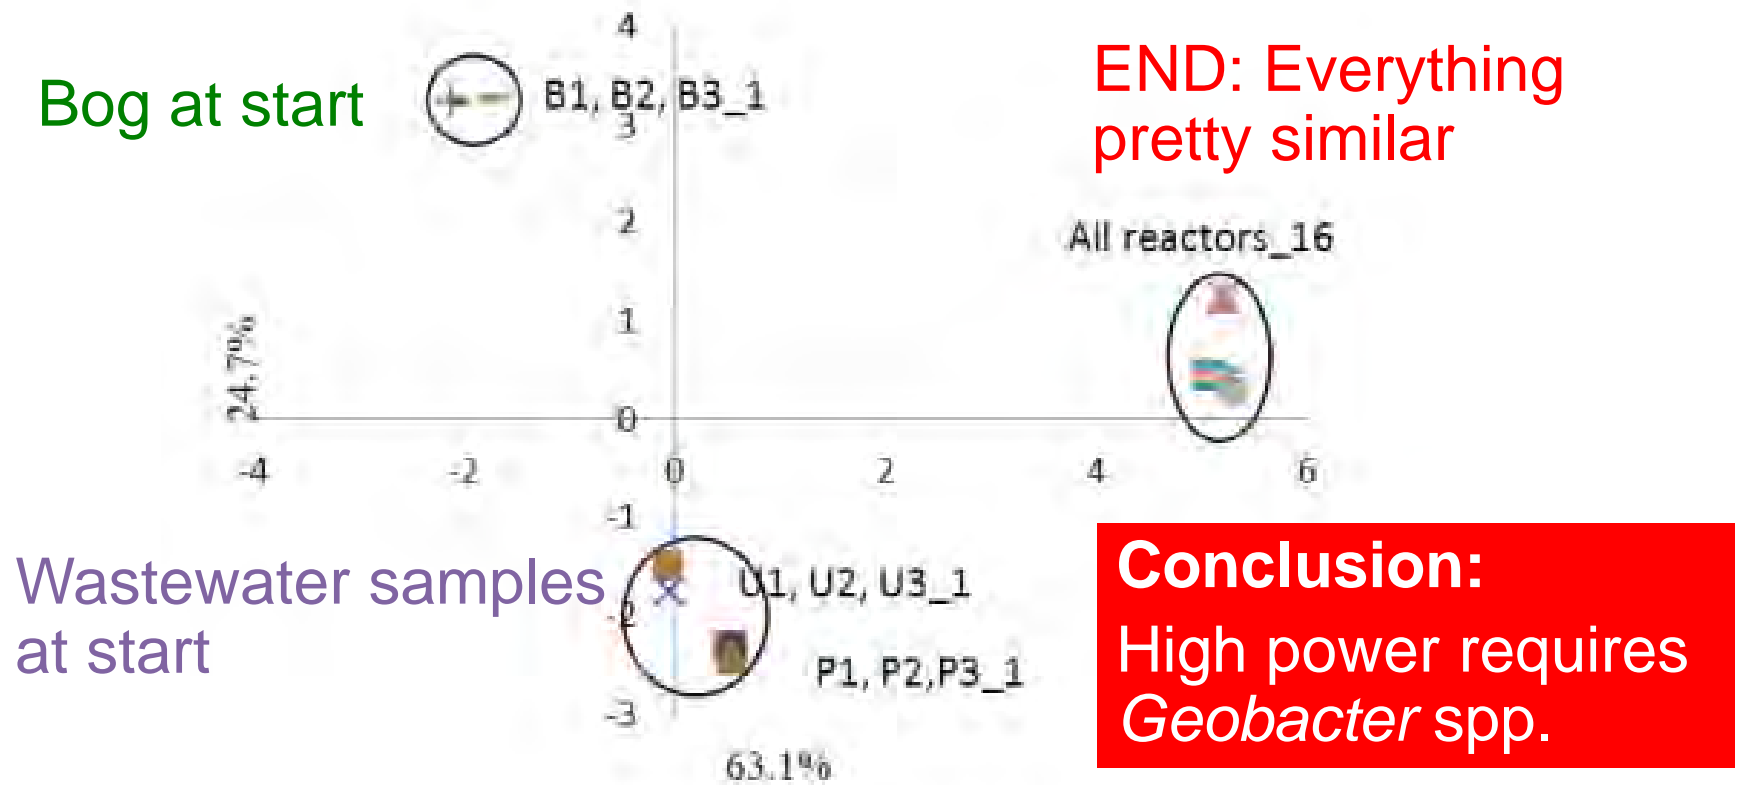 4
Bog at start
B1, B2, B3_1
END: Everything
pretty similar
3
2
All reactors_16
1
24.7%
0
-4
-2
0
2
4
6
-1
Wastewater samples
at start
U1, U2, U3_1
-2
P1, P2,P3_1
-3
63.1%
Conclusion:
High power requires
Geobacter spp.